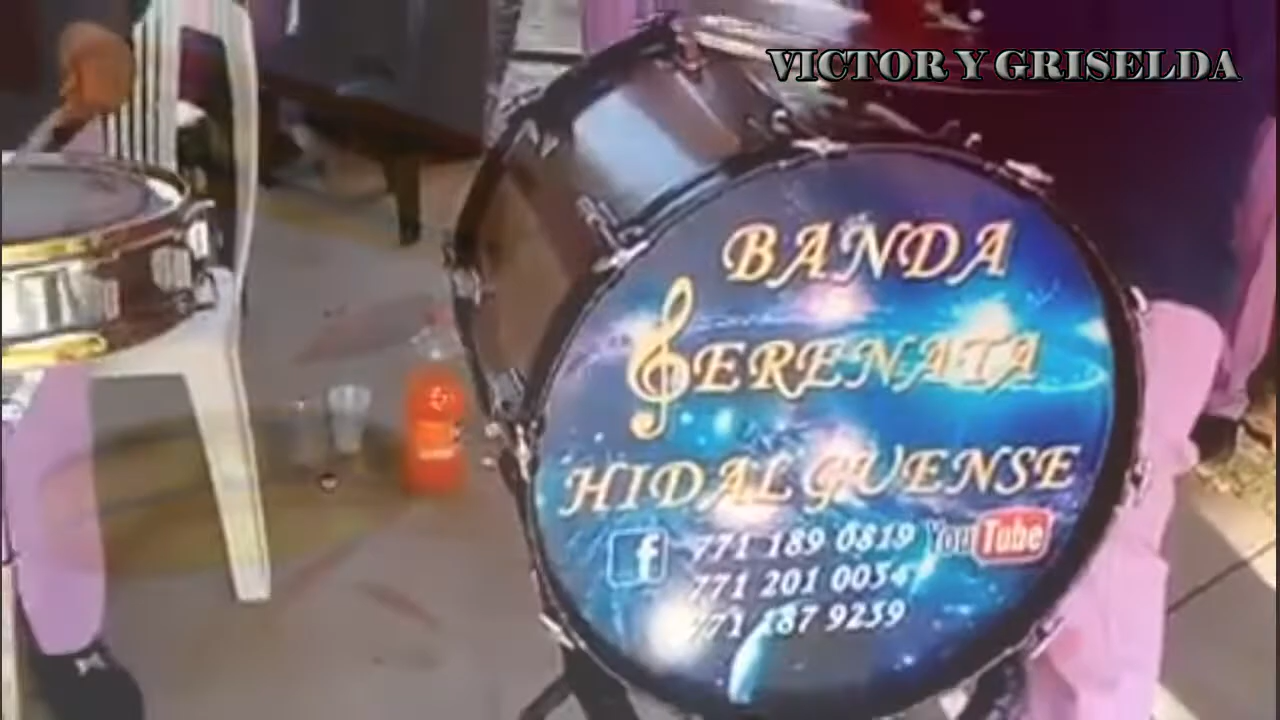 VICTOR Y GRISELDA
BANDA
SERENATA
HIDALGUENSE
f 771 189 0819 YouTube
771 201 0054
771 187 9259